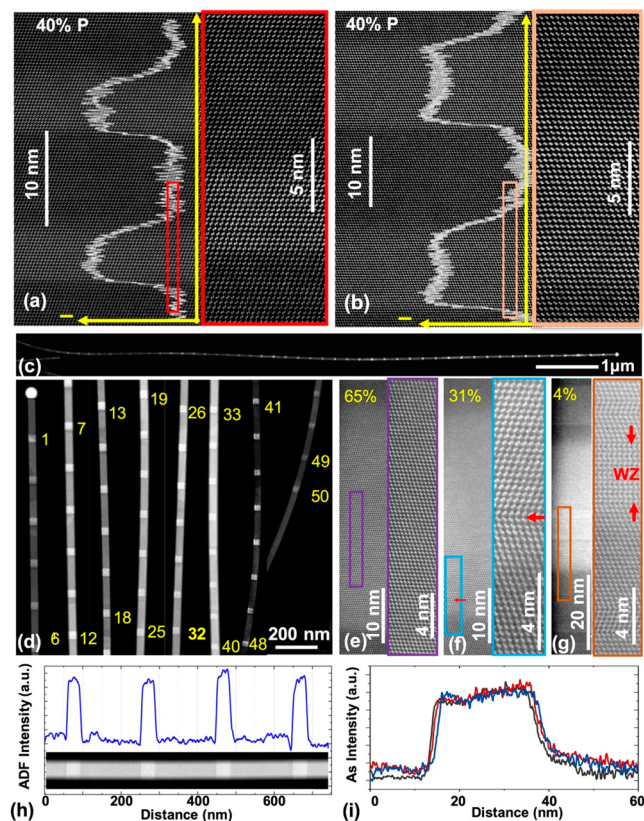 40% P
10 nm
5 nm
(a)
40% P
10 nm
5 nm
(b)
(c)
1µm
1
7
13
19
26
33
41
49
50
6
12
18
25
32
40
48
200 nm
(d)
65%
10 nm
4 nm
(e)
31%
10 nm
4 nm
(f)
4%
WZ
20 nm
4 nm
(g)
ADF Intensity (a.u.)
0
200
400
600
Distance (nm)
(h)
As Intensity (a.u.)
0
20
40
60
Distance (nm)
(i)